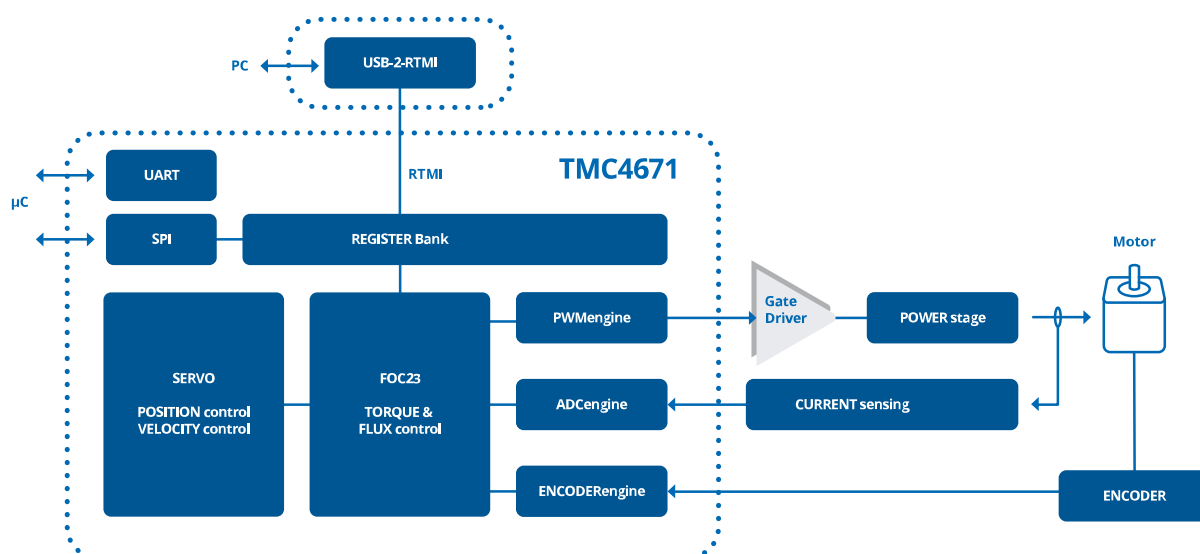 USB-2-RTMI
PC
TMC4671
UART
RTMI
µC
SPI
REGISTER Bank
Motor
Gate
Driver
PWMengine
POWER stage
SERVO
POSITION control
VELOCITY control
FOC23
TORQUE &
FLUX control
ADCengine
CURRENT sensing
ENCODERengine
ENCODER